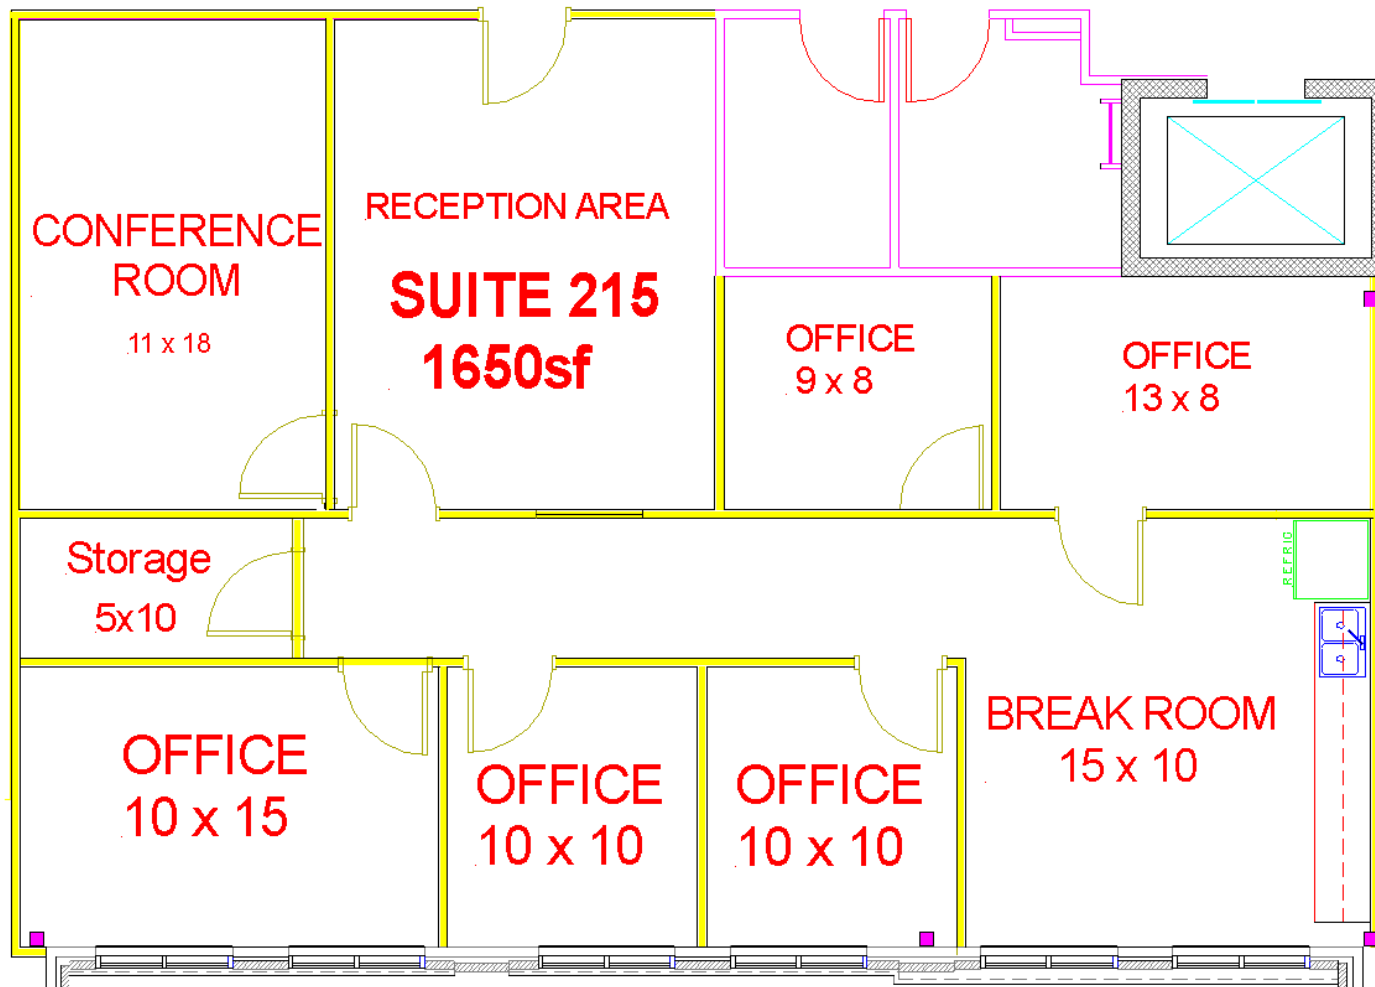 CONFERENCE
ROOM
11 x 18
RECEPTION AREA
SUITE 215
1650sf
OFFICE
9 x 8
OFFICE
13 x 8
Storage
5x10
REFRIG
OFFICE
10 x 15
OFFICE
10 x 10
OFFICE
10 x 10
BREAK ROOM
15 x 10